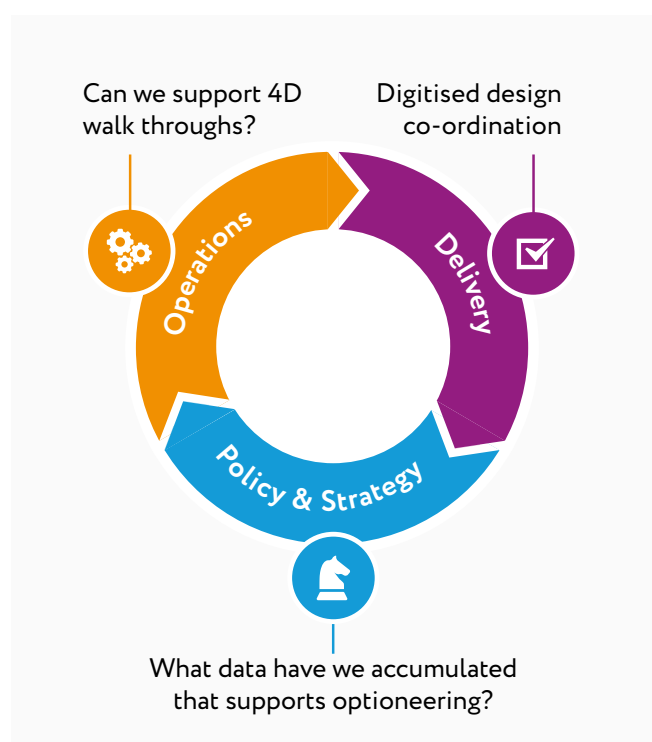 Can we support 4D
walk throughs?
Digitised design
co-ordination
Operations
Delivery
Policy & Strategy
What data have we accumulated
that supports optioneering?